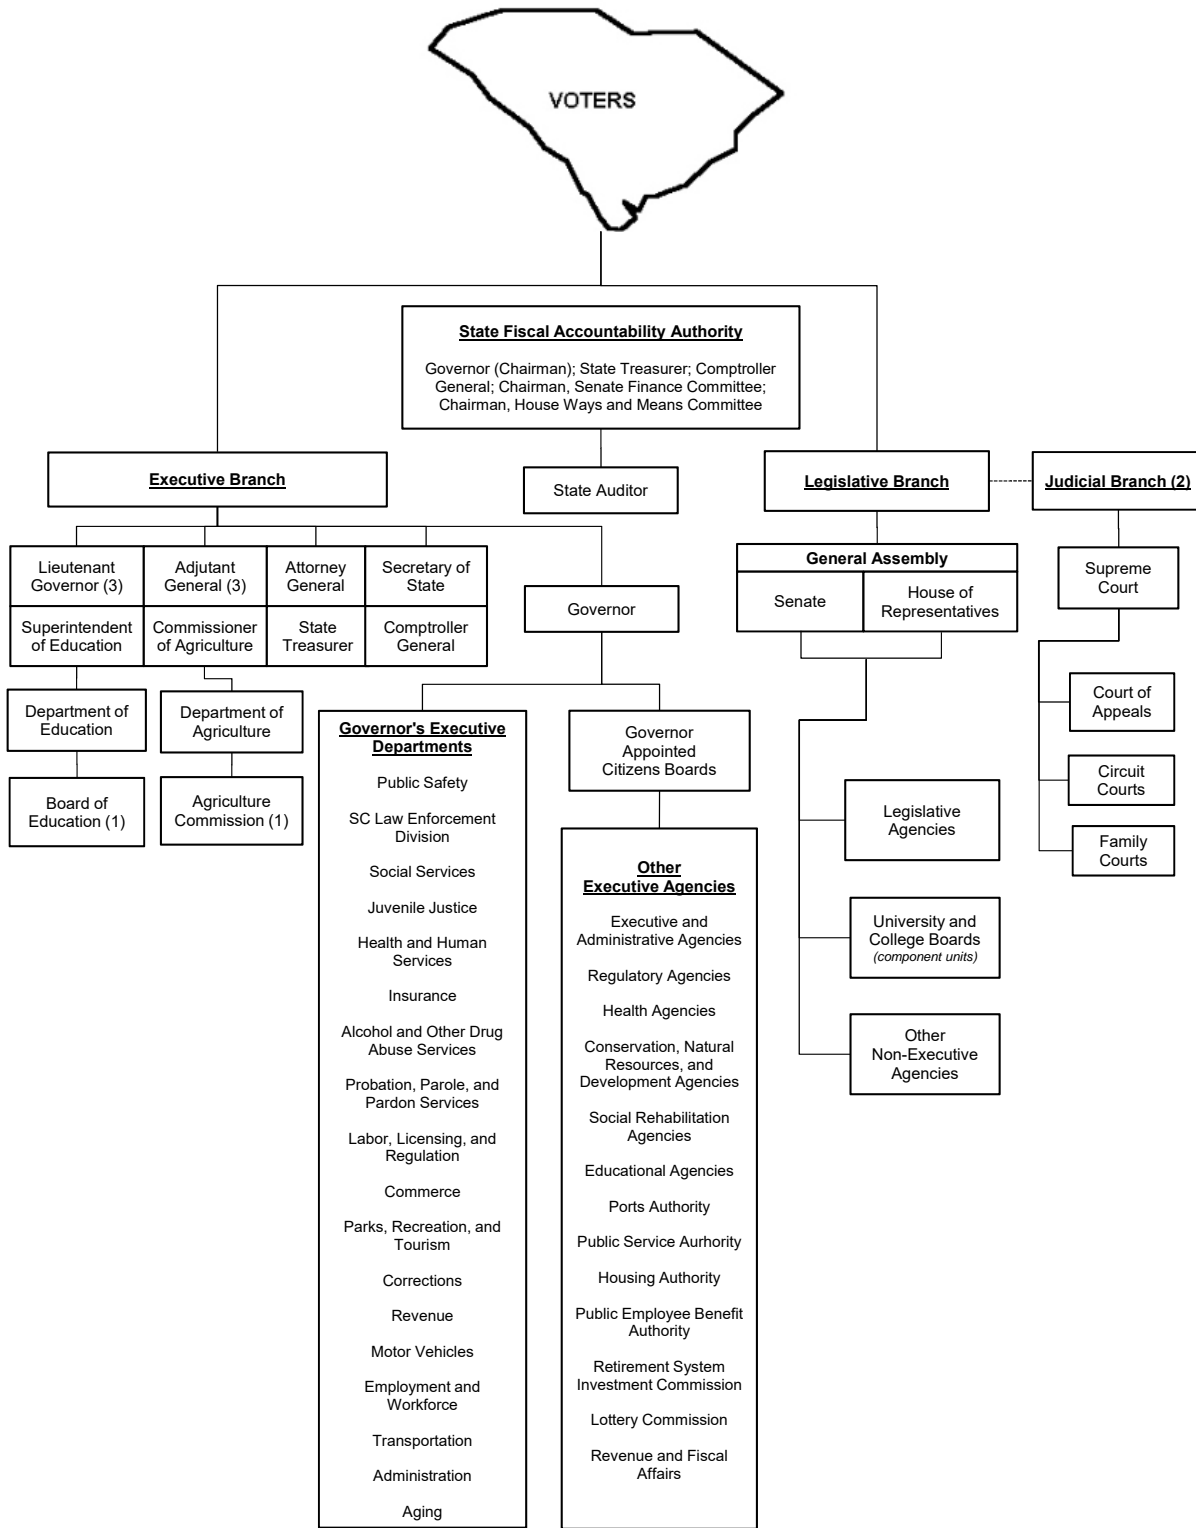 VOTERS
State Fiscal Accountability Authority
Governor (Chairman); State Treasurer; Comptroller
General; Chairman, Senate Finance Committee;
Chairman, House Ways and Means Committee
Executive Branch
State Auditor
Legislative Branch
Judicial Branch (2)
Lieutenant
Governor (3)
Adjutant
General (3)
Attorney
General
Secretary of
State
Superintendent
of Education
Commissioner
of Agriculture
State
Treasurer
Comptroller
General
Governor
General Assembly
Senate
House of
Representatives
Supreme
Court
Department of
Education
Department of
Agriculture
Board of
Education (1)
Agriculture
Commission (1)
Governor's Executive
Departments
Public Safety
SC Law Enforcement
Division
Social Services
Juvenile Justice
Health and Human
Services
Insurance
Alcohol and Other Drug
Abuse Services
Probation, Parole, and
Pardon Services
Labor, Licensing, and
Regulation
Commerce
Parks, Recreation, and
Tourism
Corrections
Revenue
Motor Vehicles
Employment and
Workforce
Transportation
Administration
Aging
Governor
Appointed
Citizens Boards
Other
Executive Agencies
Executive and
Administrative Agencies
Regulatory Agencies
Health Agencies
Conservation, Natural
Resources, and
Development Agencies
Social Rehabilitation
Agencies
Educational Agencies
Ports Authority
Public Service Aurhority
Housing Authority
Public Employee Benefit
Authority
Retirement System
Investment Commission
Lottery Commission
Revenue and Fiscal
Affairs
Legislative
Agencies
University and
College Boards
(component units)
Other
Non-Executive
Agencies
Court of
Appeals
Circuit
Courts
Family
Courts